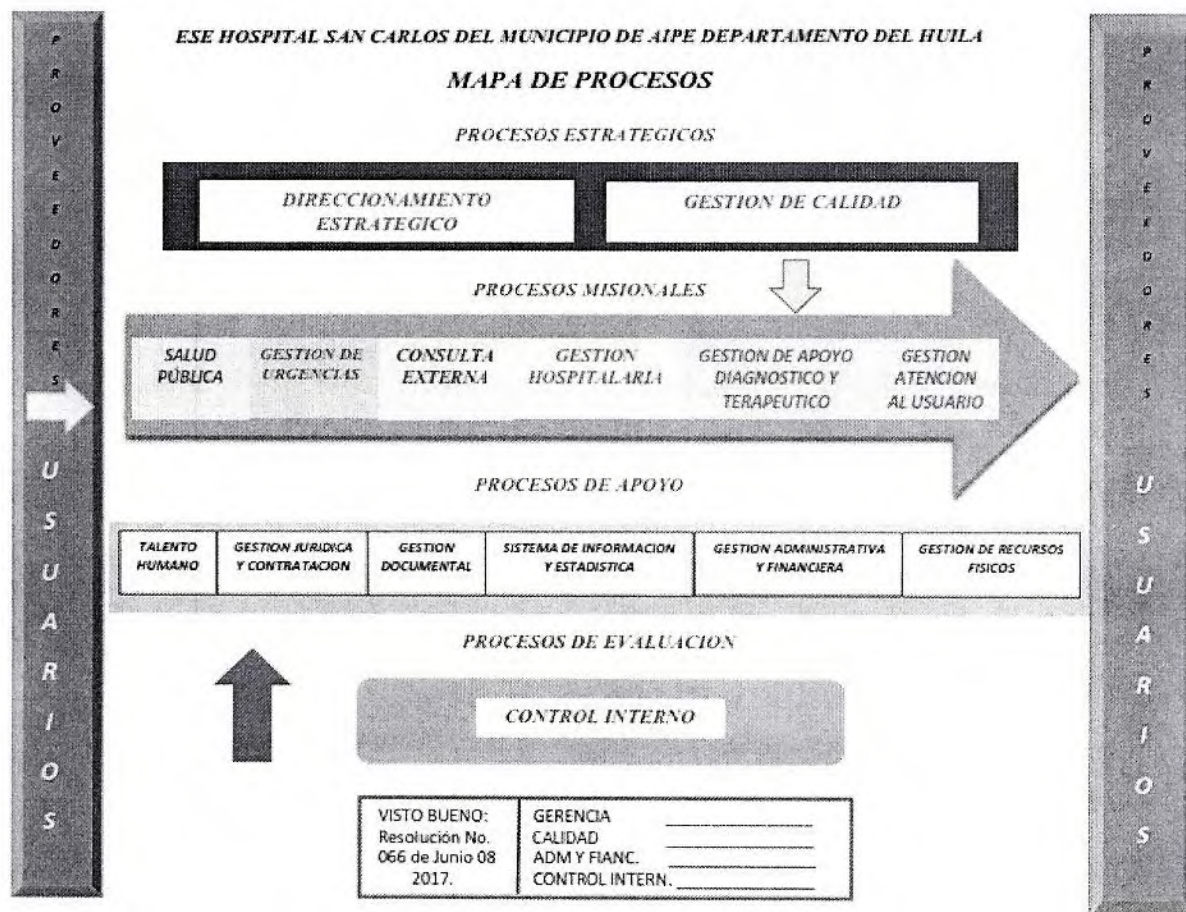 PROVEEDORES
USUARIOS
ESE HOSPITAL SAN CARLOS DEL MUNICIPIO DE AIPE DEPARTAMENTO DEL HUILA
MAPA DE PROCESOS
PROCESOS ESTRATEGICOS
DIRECCIONAMIENTO
ESTRATEGICO
GESTION DE CALIDAD
PROCESOS MISIONALES
SALUD
PÚBLICA
GESTION DE
URGENCIAS
CONSULTA
EXTERNA
GESTION
HOSPITALARIA
GESTION DE APOYO
DIAGNOSTICO Y
TERAPEUTICO
GESTION
ATENCION
AL USUARIO
PROCESOS DE APOYO
TALENTO
HUMANO
GESTION JURIDICA
Y CONTRATACION
GESTION
DOCUMENTAL
SISTEMA DE INFORMACION
Y ESTADISTICA
GESTION ADMINISTRATIVA
Y FINANCIERA
GESTION DE RECURSOS
FISICOS
PROCESOS DE EVALUACION
CONTROL INTERNO
VISTO BUENO:
Resolución No.
066 de Junio 08
2017.
GERENCIA
CALIDAD
ADM Y FIANC.
CONTROL INTERN.
PROVEEDORES
USUARIOS